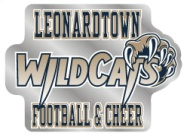 LEONARDTOWN
WILDCATS
FOOTBALL & CHEER